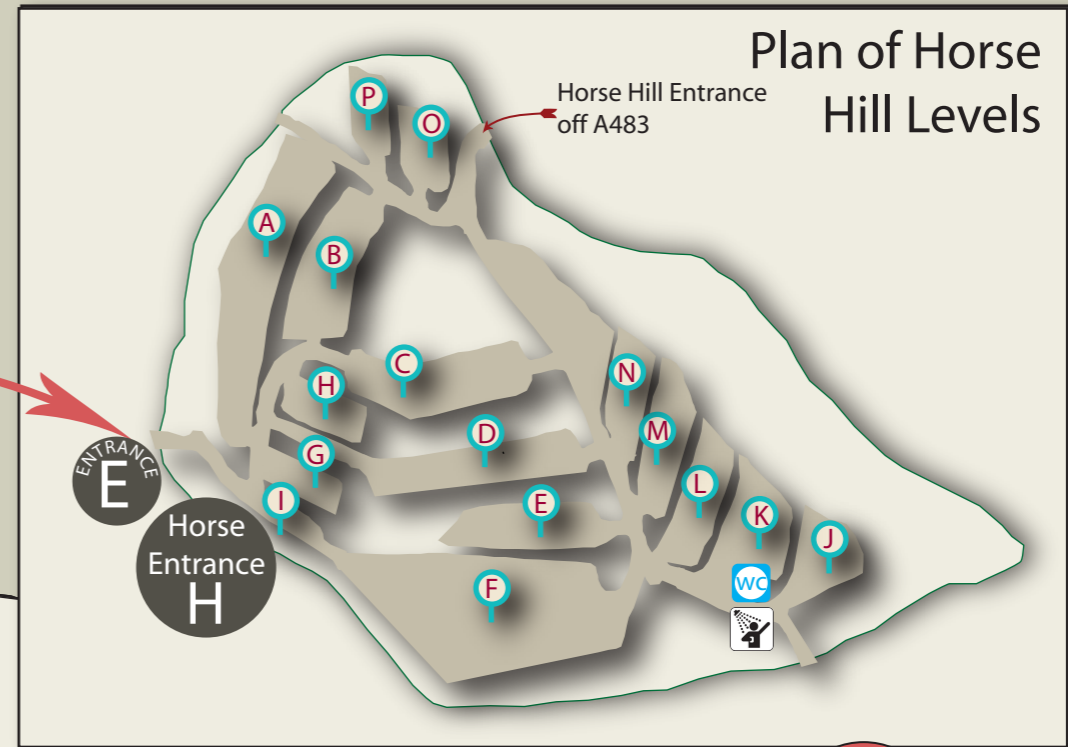 Plan of Horse
Hill Levels
Horse Hill Entrance
off A483
P
O
A
B
C
H
N
D
M
G
L
I
E
K
J
F
WC
ENTRANCE
E
Horse
Entrance
H